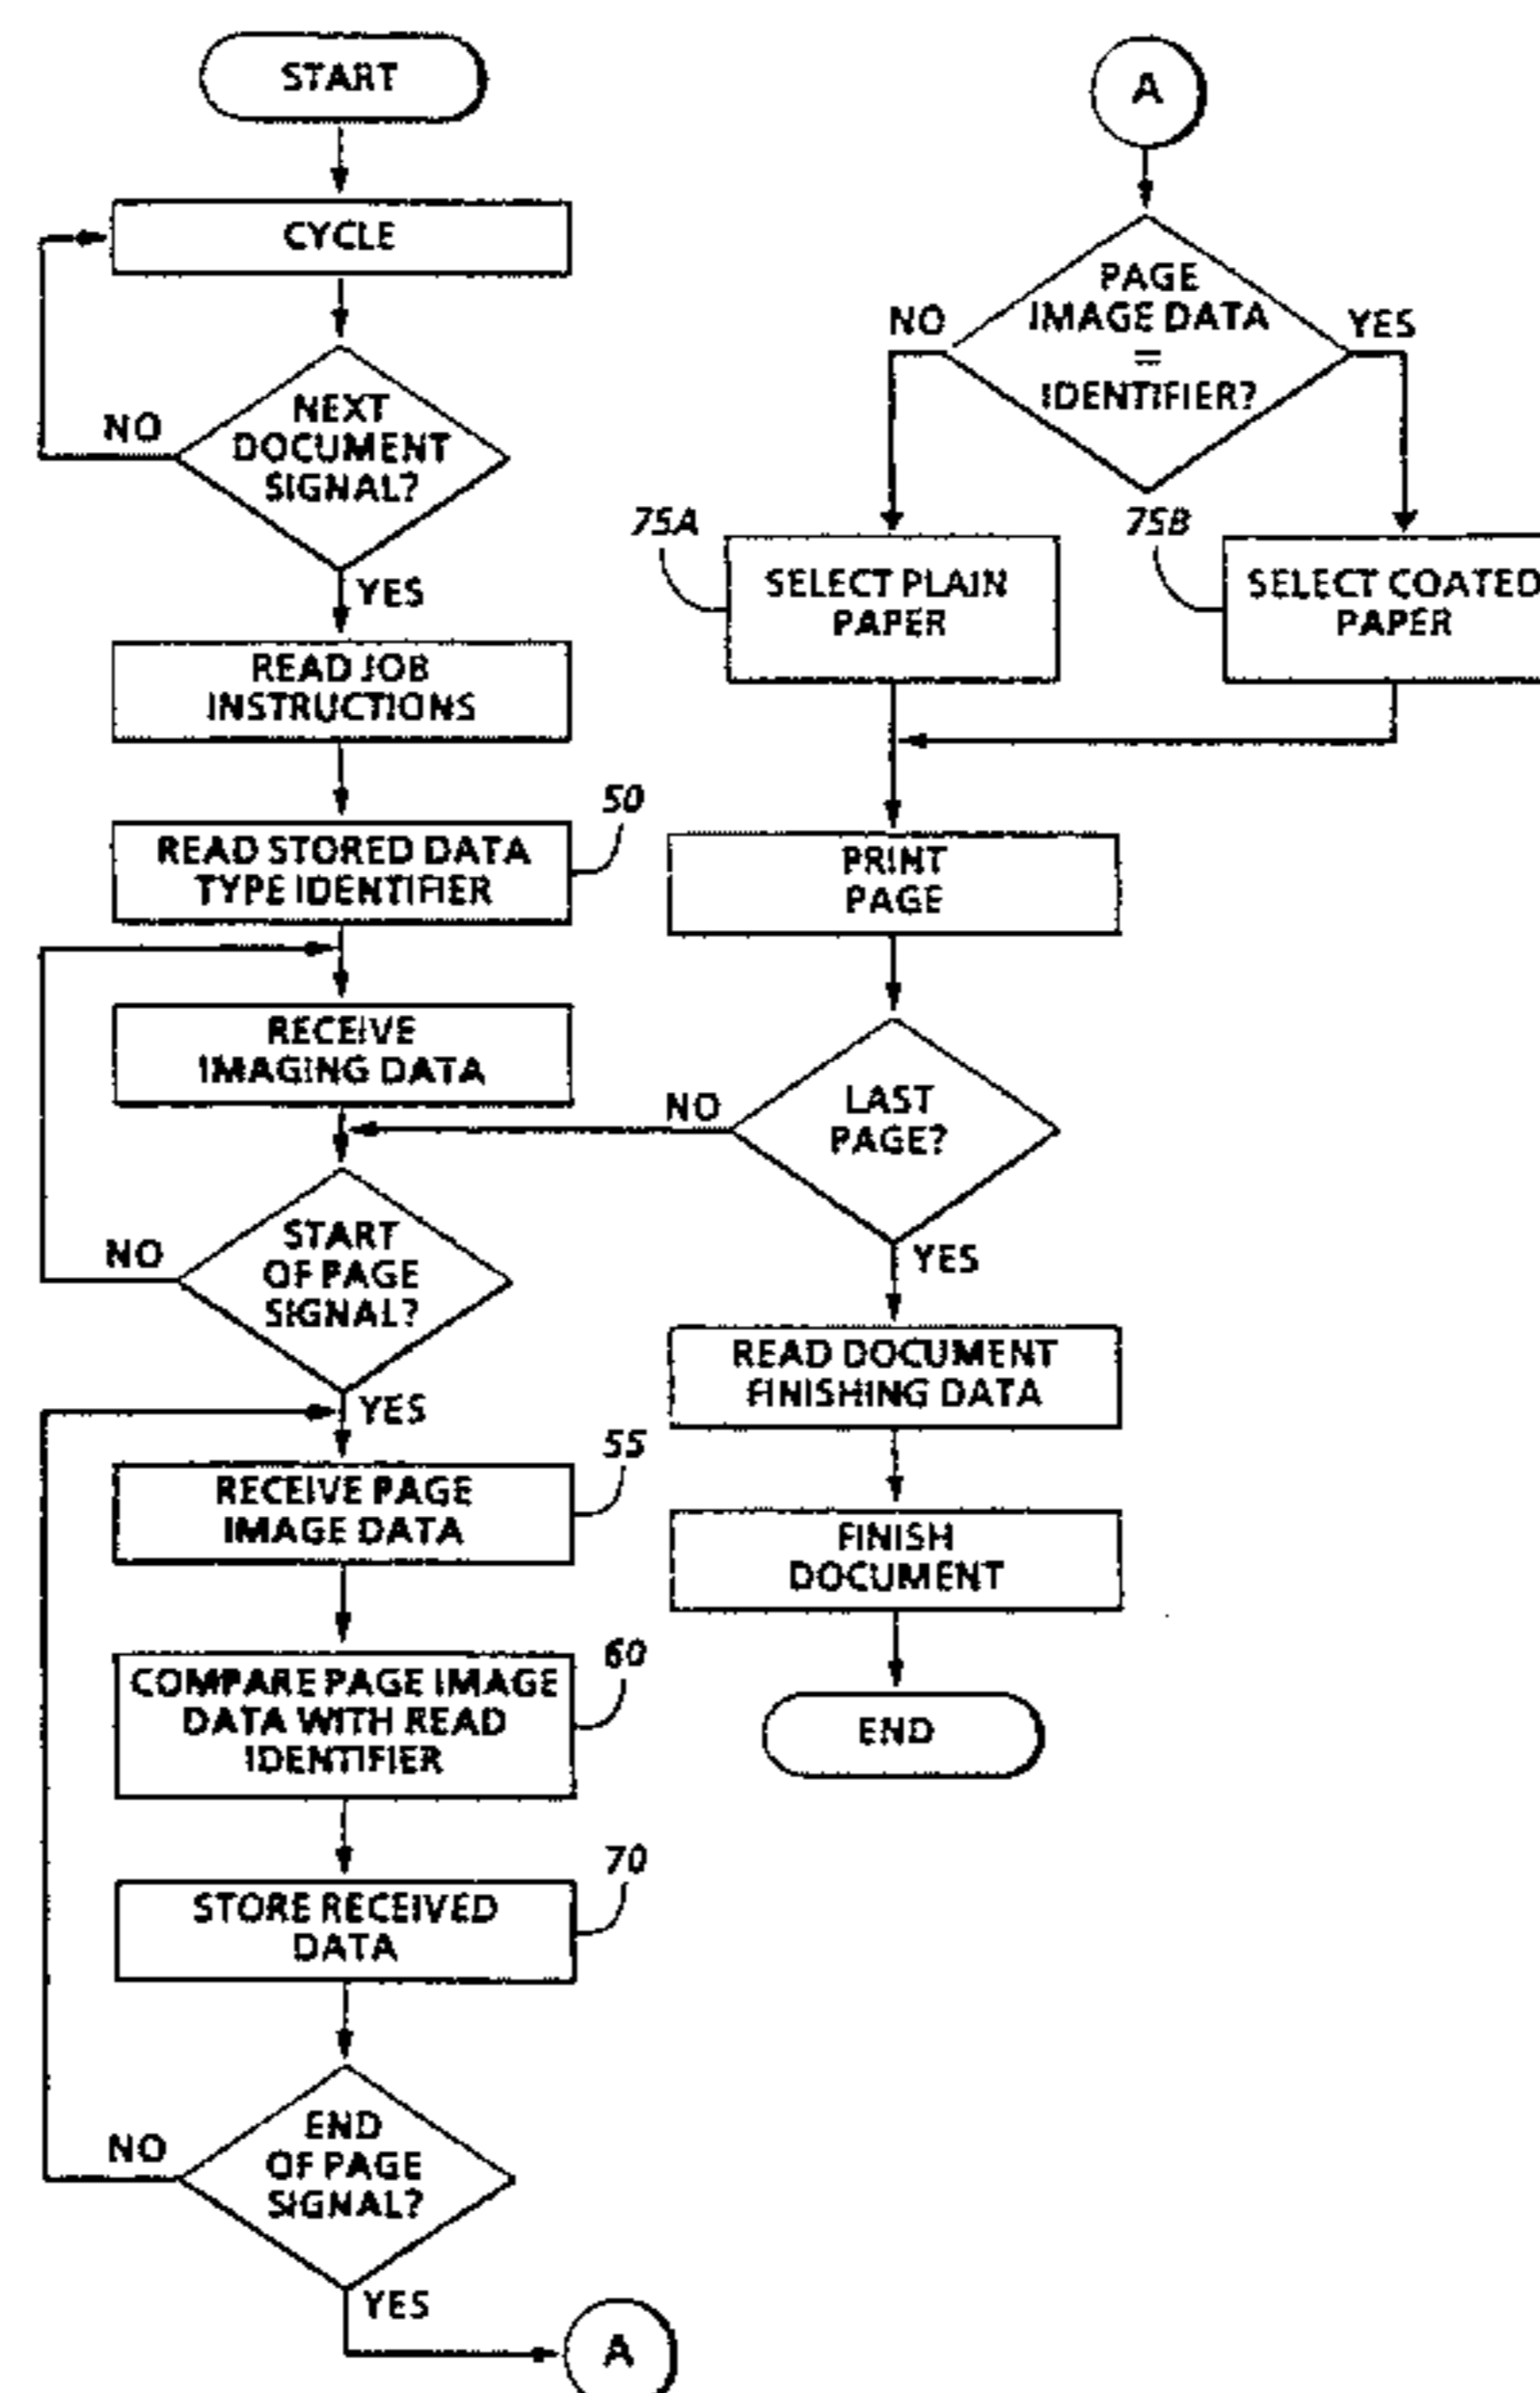 START
CYCLE
NO
NEXT
DOCUMENT
SIGNAL?
YES
READ JOB
INSTRUCTIONS
50
READ STORED DATA
TYPE IDENTIFIER
RECEIVE
IMAGING DATA
NO
START
OF PAGE
SIGNAL?
YES
55
RECEIVE PAGE
IMAGE DATA
60
COMPARE PAGE IMAGE
DATA WITH READ
IDENTIFIER
70
STORE RECEIVED
DATA
NO
END
OF PAGE
SIGNAL?
YES
A
A
NO
PAGE
IMAGE DATA
=
IDENTIFIER?
YES
75A
SELECT PLAIN
PAPER
75B
SELECT COATED
PAPER
PRINT
PAGE
NO
LAST
PAGE?
YES
READ DOCUMENT
FINISHING DATA
FINISH
DOCUMENT
END